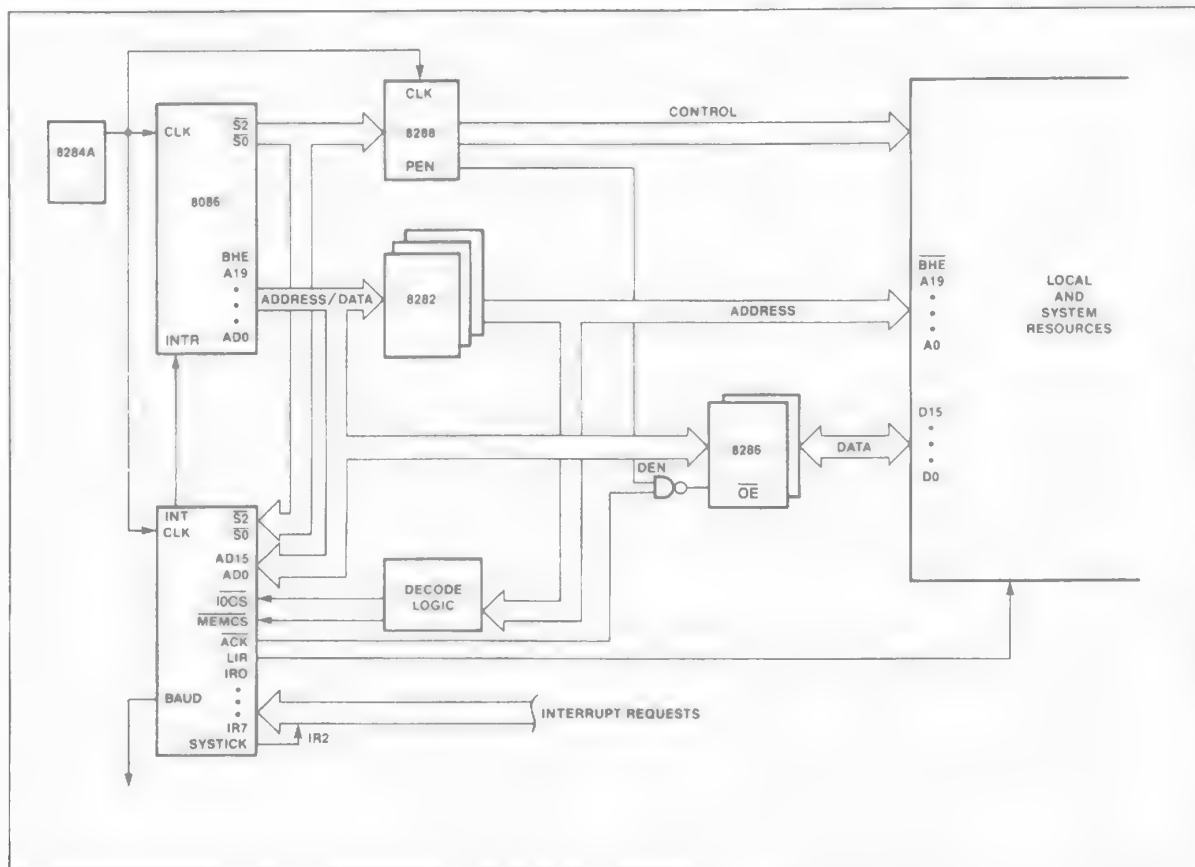 8284A
CLK
S2
S0
8086
BHE
A19
AD0
INTR
CLK
8288
PEN
CONTROL
ADDRESS/DATA
8282
ADDRESS
BHE
A19
A0
D15
D0
LOCAL
AND
SYSTEM
RESOURCES
8286
OE
DEN
DATA
INT
CLK
S2
S0
AD15
AD0
IOCS
MEMCS
ACK
LIR
IR0
IR7
SYSTICK
BAUD
DECODE
LOGIC
IR2
INTERRUPT REQUESTS